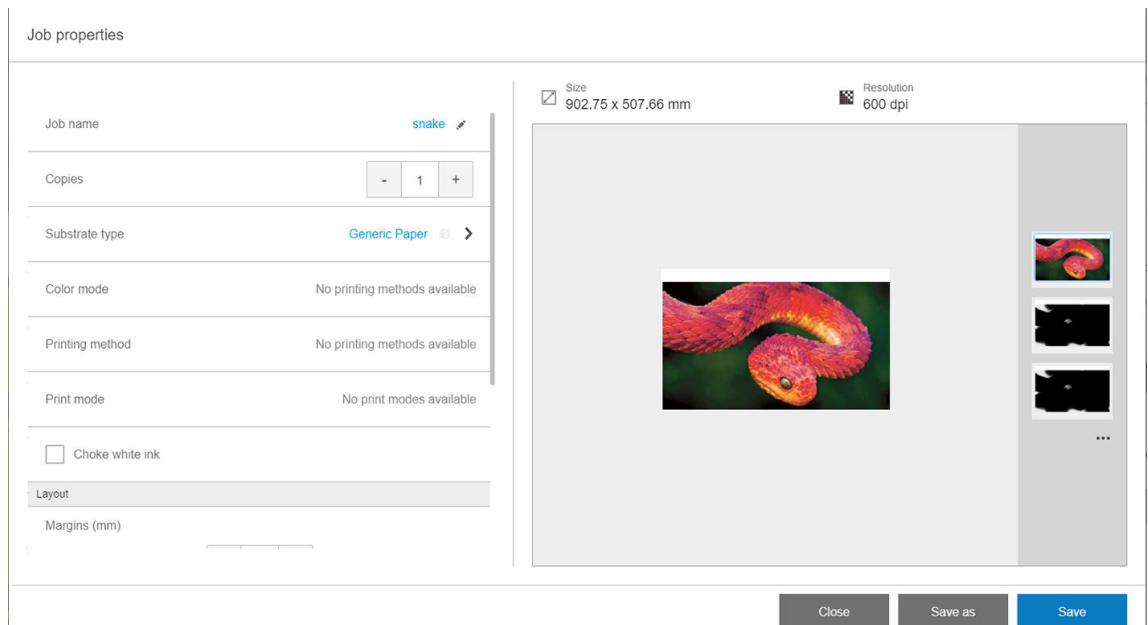 Job properties
Size
902.75 x 507.66 mm
Resolution
600 dpi
Job name
snake
Copies
- 1 +
Substrate type
Generic Paper
Color mode
No printing methods available
Printing method
No printing methods available
Print mode
No print modes available
Choke white ink
Layout
Margins (mm)
...
Close
Save as
Save